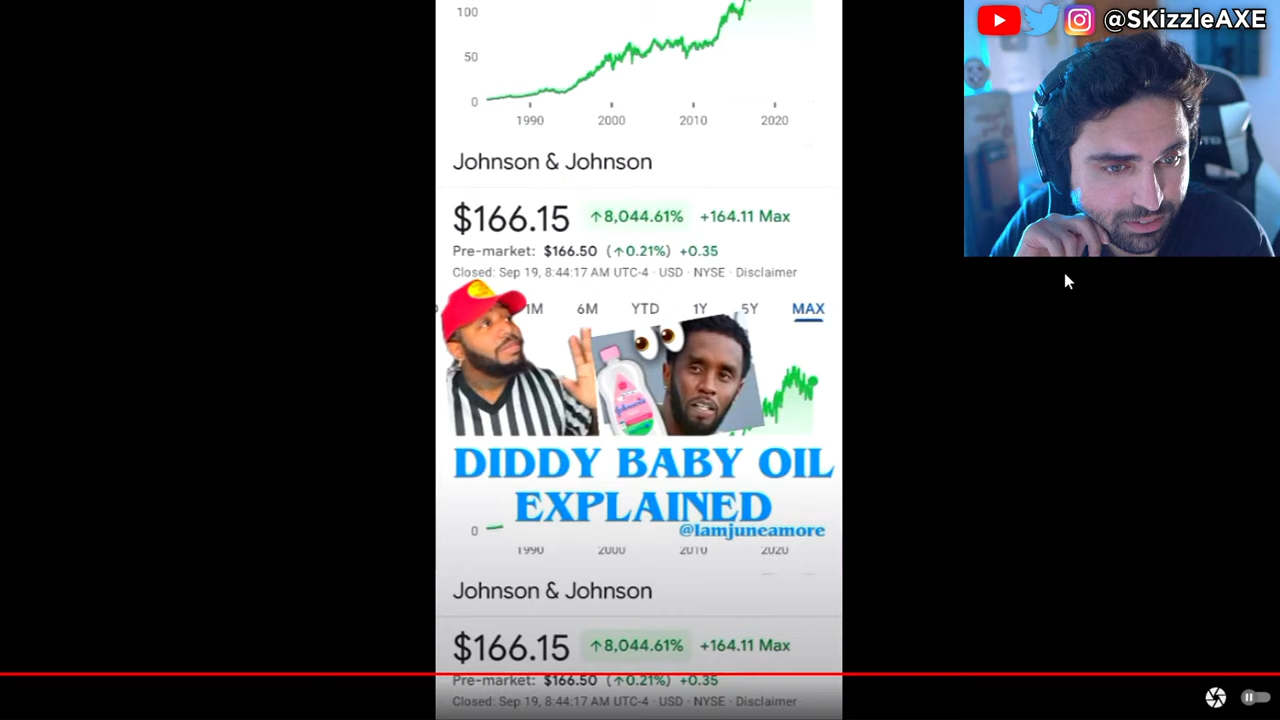 @SKizzleAXE
100
50
0
1990 2000 2010 2020
Johnson & Johnson
$166.15 ↑8,044.61% +164.11 Max
Pre-market: $166.50 (↑0.21%) +0.35
Closed: Sep 19, 8:44:17 AM UTC-4 · USD · NYSE · Disclaimer
1M 6M YTD 1Y 5Y MAX
Johnson's
DIDDY BABY OIL
EXPLAINED
@Iamjuneamore
0
1990 2000 2010 2020
Johnson & Johnson
$166.15 ↑8,044.61% +164.11 Max
Pre-market: $166.50 (↑0.21%) +0.35
Closed: Sep 19, 8:44:17 AM UTC-4 · USD · NYSE · Disclaimer